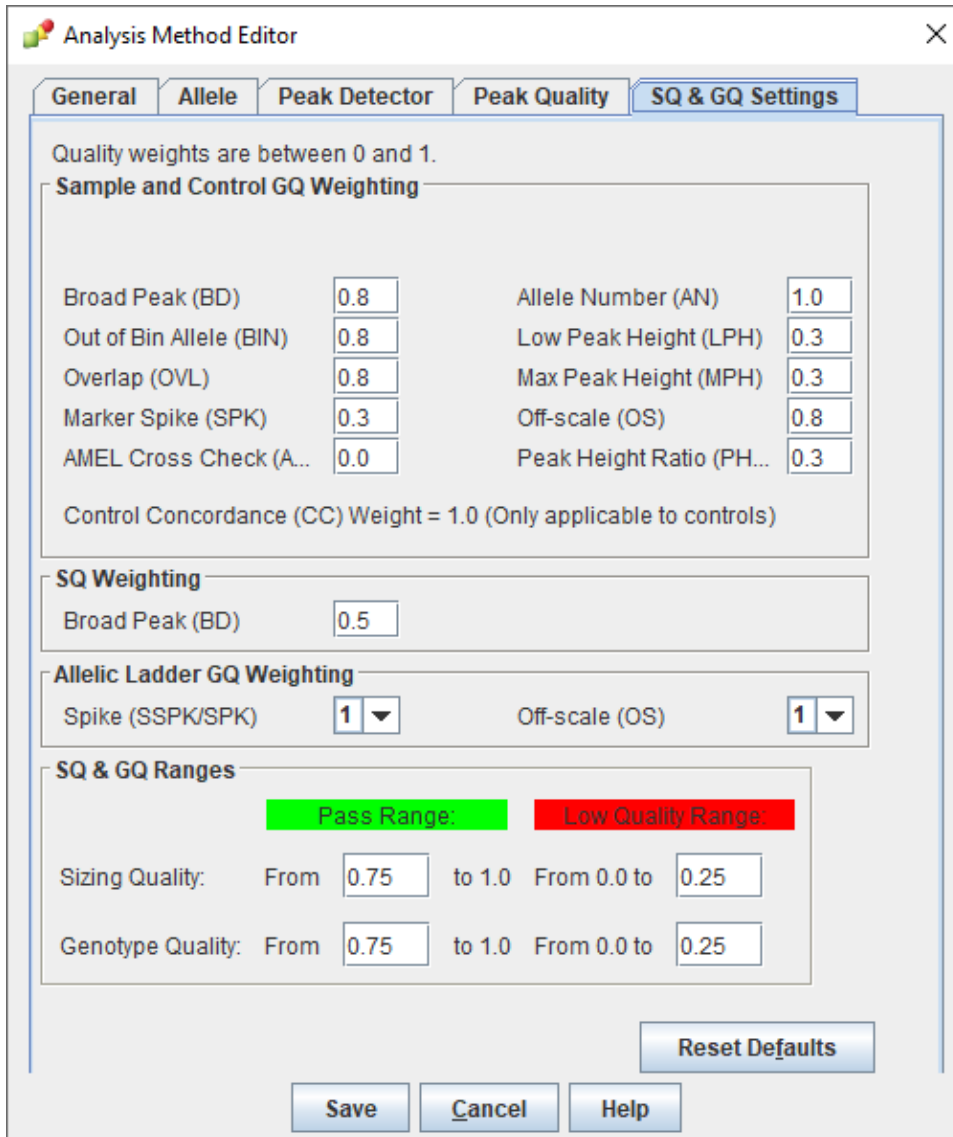 Analysis Method Editor
General Allele Peak Detector Peak Quality SQ & GQ Settings
Quality weights are between 0 and 1.
Sample and Control GQ Weighting
Broad Peak (BD) 0.8 Allele Number (AN) 1.0
Out of Bin Allele (BIN) 0.8 Low Peak Height (LPH) 0.3
Overlap (OVL) 0.8 Max Peak Height (MPH) 0.3
Marker Spike (SPK) 0.3 Off-scale (OS) 0.8
AMEL Cross Check (A... 0.0 Peak Height Ratio (PH... 0.3
Control Concordance (CC) Weight = 1.0 (Only applicable to controls)
SQ Weighting
Broad Peak (BD) 0.5
Allelic Ladder GQ Weighting
Spike (SSPK/SPK) 1 Off-scale (OS) 1
SQ & GQ Ranges
Pass Range: Low Quality Range:
Sizing Quality: From 0.75 to 1.0 From 0.0 to 0.25
Genotype Quality: From 0.75 to 1.0 From 0.0 to 0.25
Reset Defaults
Save Cancel Help